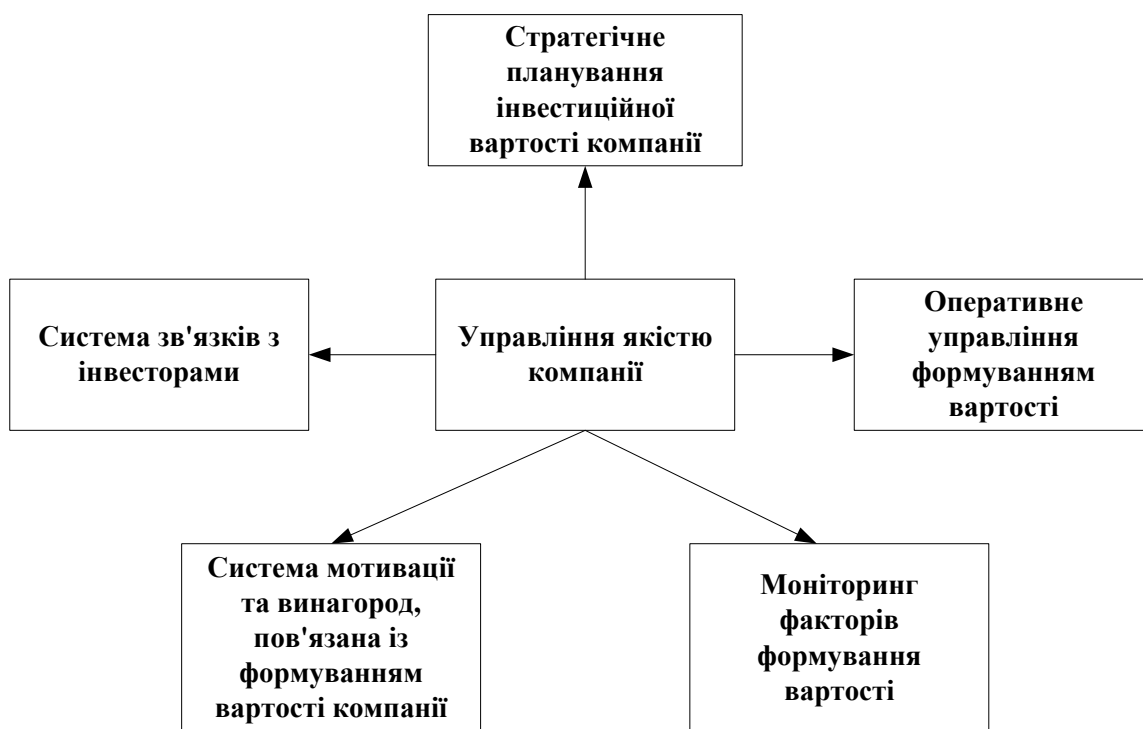 Стратегічне
планування
інвестиційної
вартості компанії
Система зв'язків з
інвесторами
Управління якістю
компанії
Оперативне
управління
формуванням
вартості
Система мотивації
та винагород,
пов'язана із
формуванням
вартості компанії
Моніторинг
факторів
формування
вартості